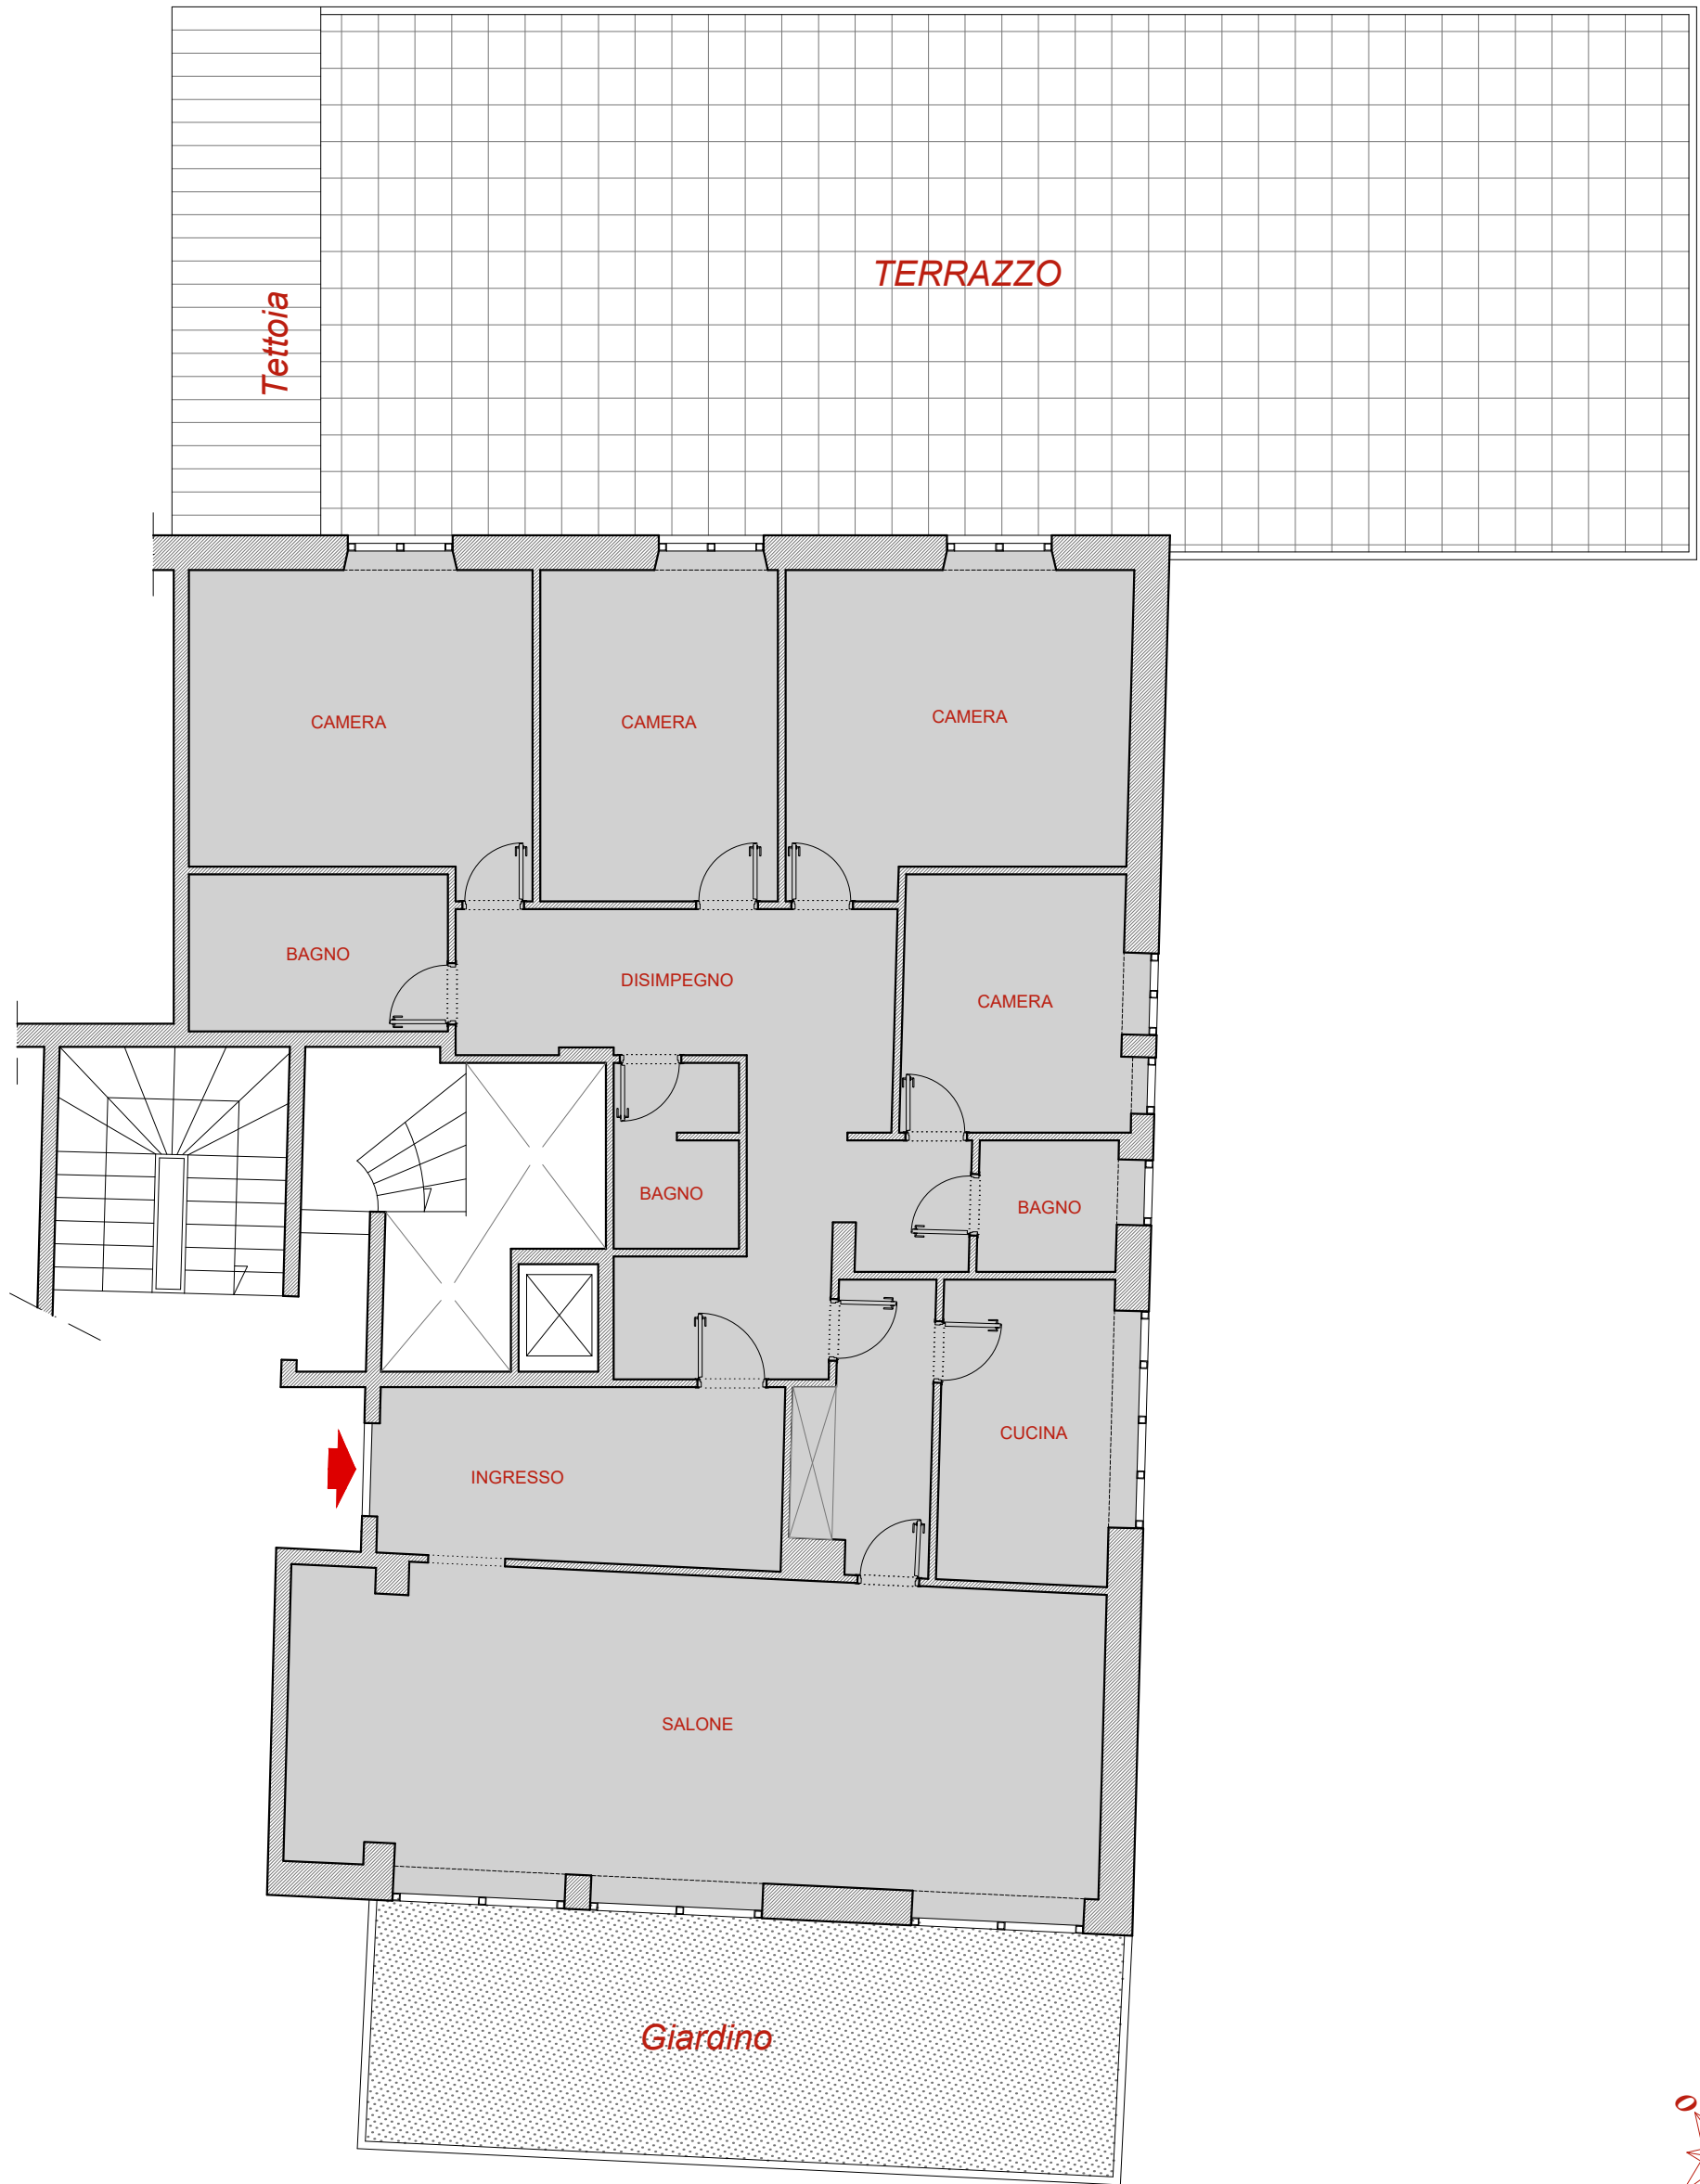 TERRAZZO
Tettoia
CAMERA
CAMERA
CAMERA
BAGNO
DISIMPEGNO
CAMERA
BAGNO
BAGNO
CUCINA
INGRESSO
SALONE
Giardino
O